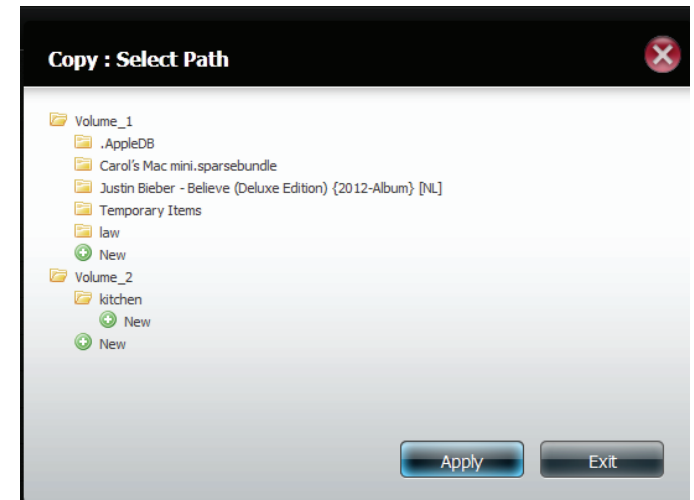 Copy : Select Path
Volume_1
.AppleDB
Carol's Mac mini.sparsebundle
Justin Bieber - Believe (Deluxe Edition) {2012-Album} [NL]
Temporary Items
law
New
Volume_2
kitchen
New
New
Apply Exit